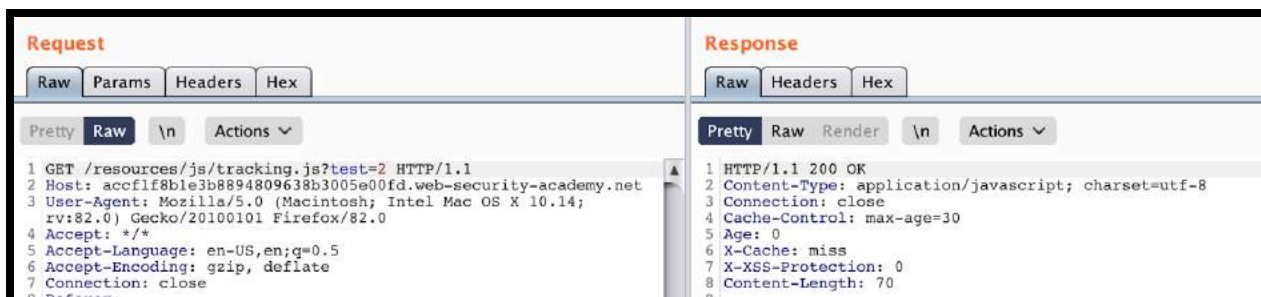 Request
Raw Params Headers Hex
Pretty Raw \n Actions
1 GET /resources/js/tracking.js?test=2 HTTP/1.1
2 Host: accf1f8b1e3b8894809638b3005e00fd.web-security-academy.net
3 User-Agent: Mozilla/5.0 (Macintosh; Intel Mac OS X 10.14;
rv:82.0) Gecko/20100101 Firefox/82.0
4 Accept: */*
5 Accept-Language: en-US,en;q=0.5
6 Accept-Encoding: gzip, deflate
7 Connection: close
Response
Raw Headers Hex
Pretty Raw Render \n Actions
1 HTTP/1.1 200 OK
2 Content-Type: application/javascript; charset=utf-8
3 Connection: close
4 Cache-Control: max-age=30
5 Age: 0
6 X-Cache: miss
7 X-XSS-Protection: 0
8 Content-Length: 70